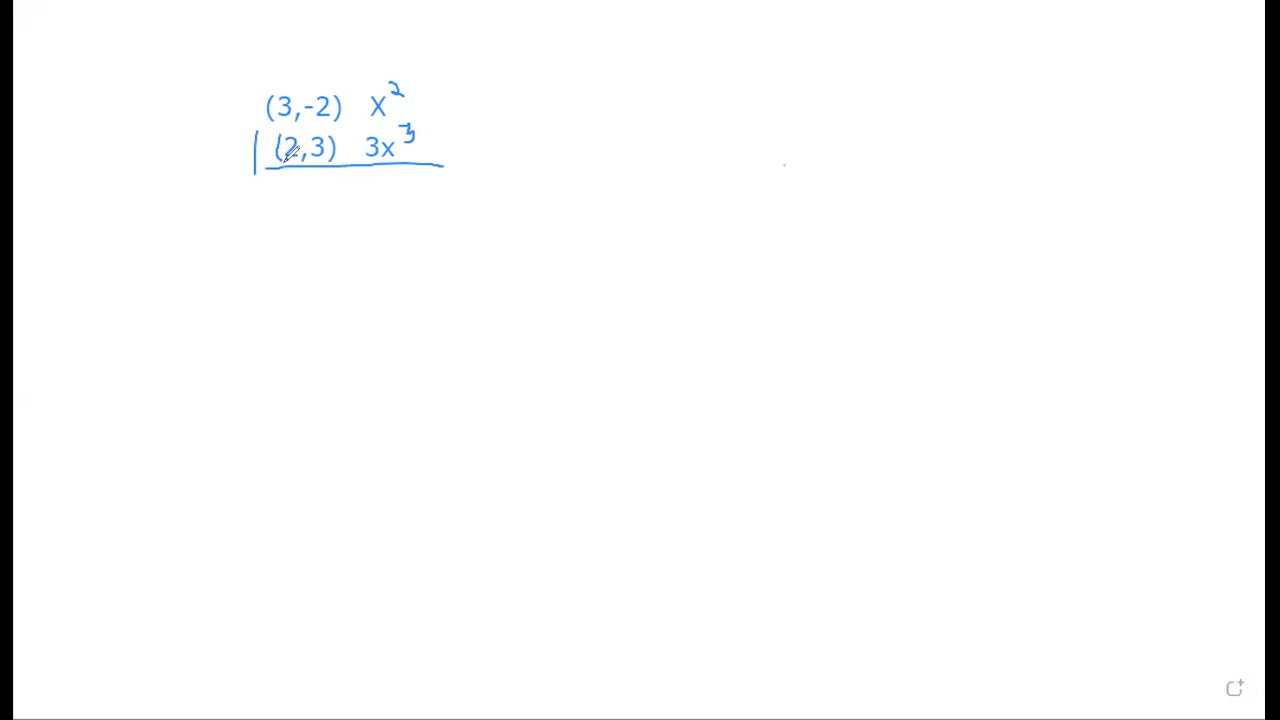 (3,-2) x²
(2,3) 3x³